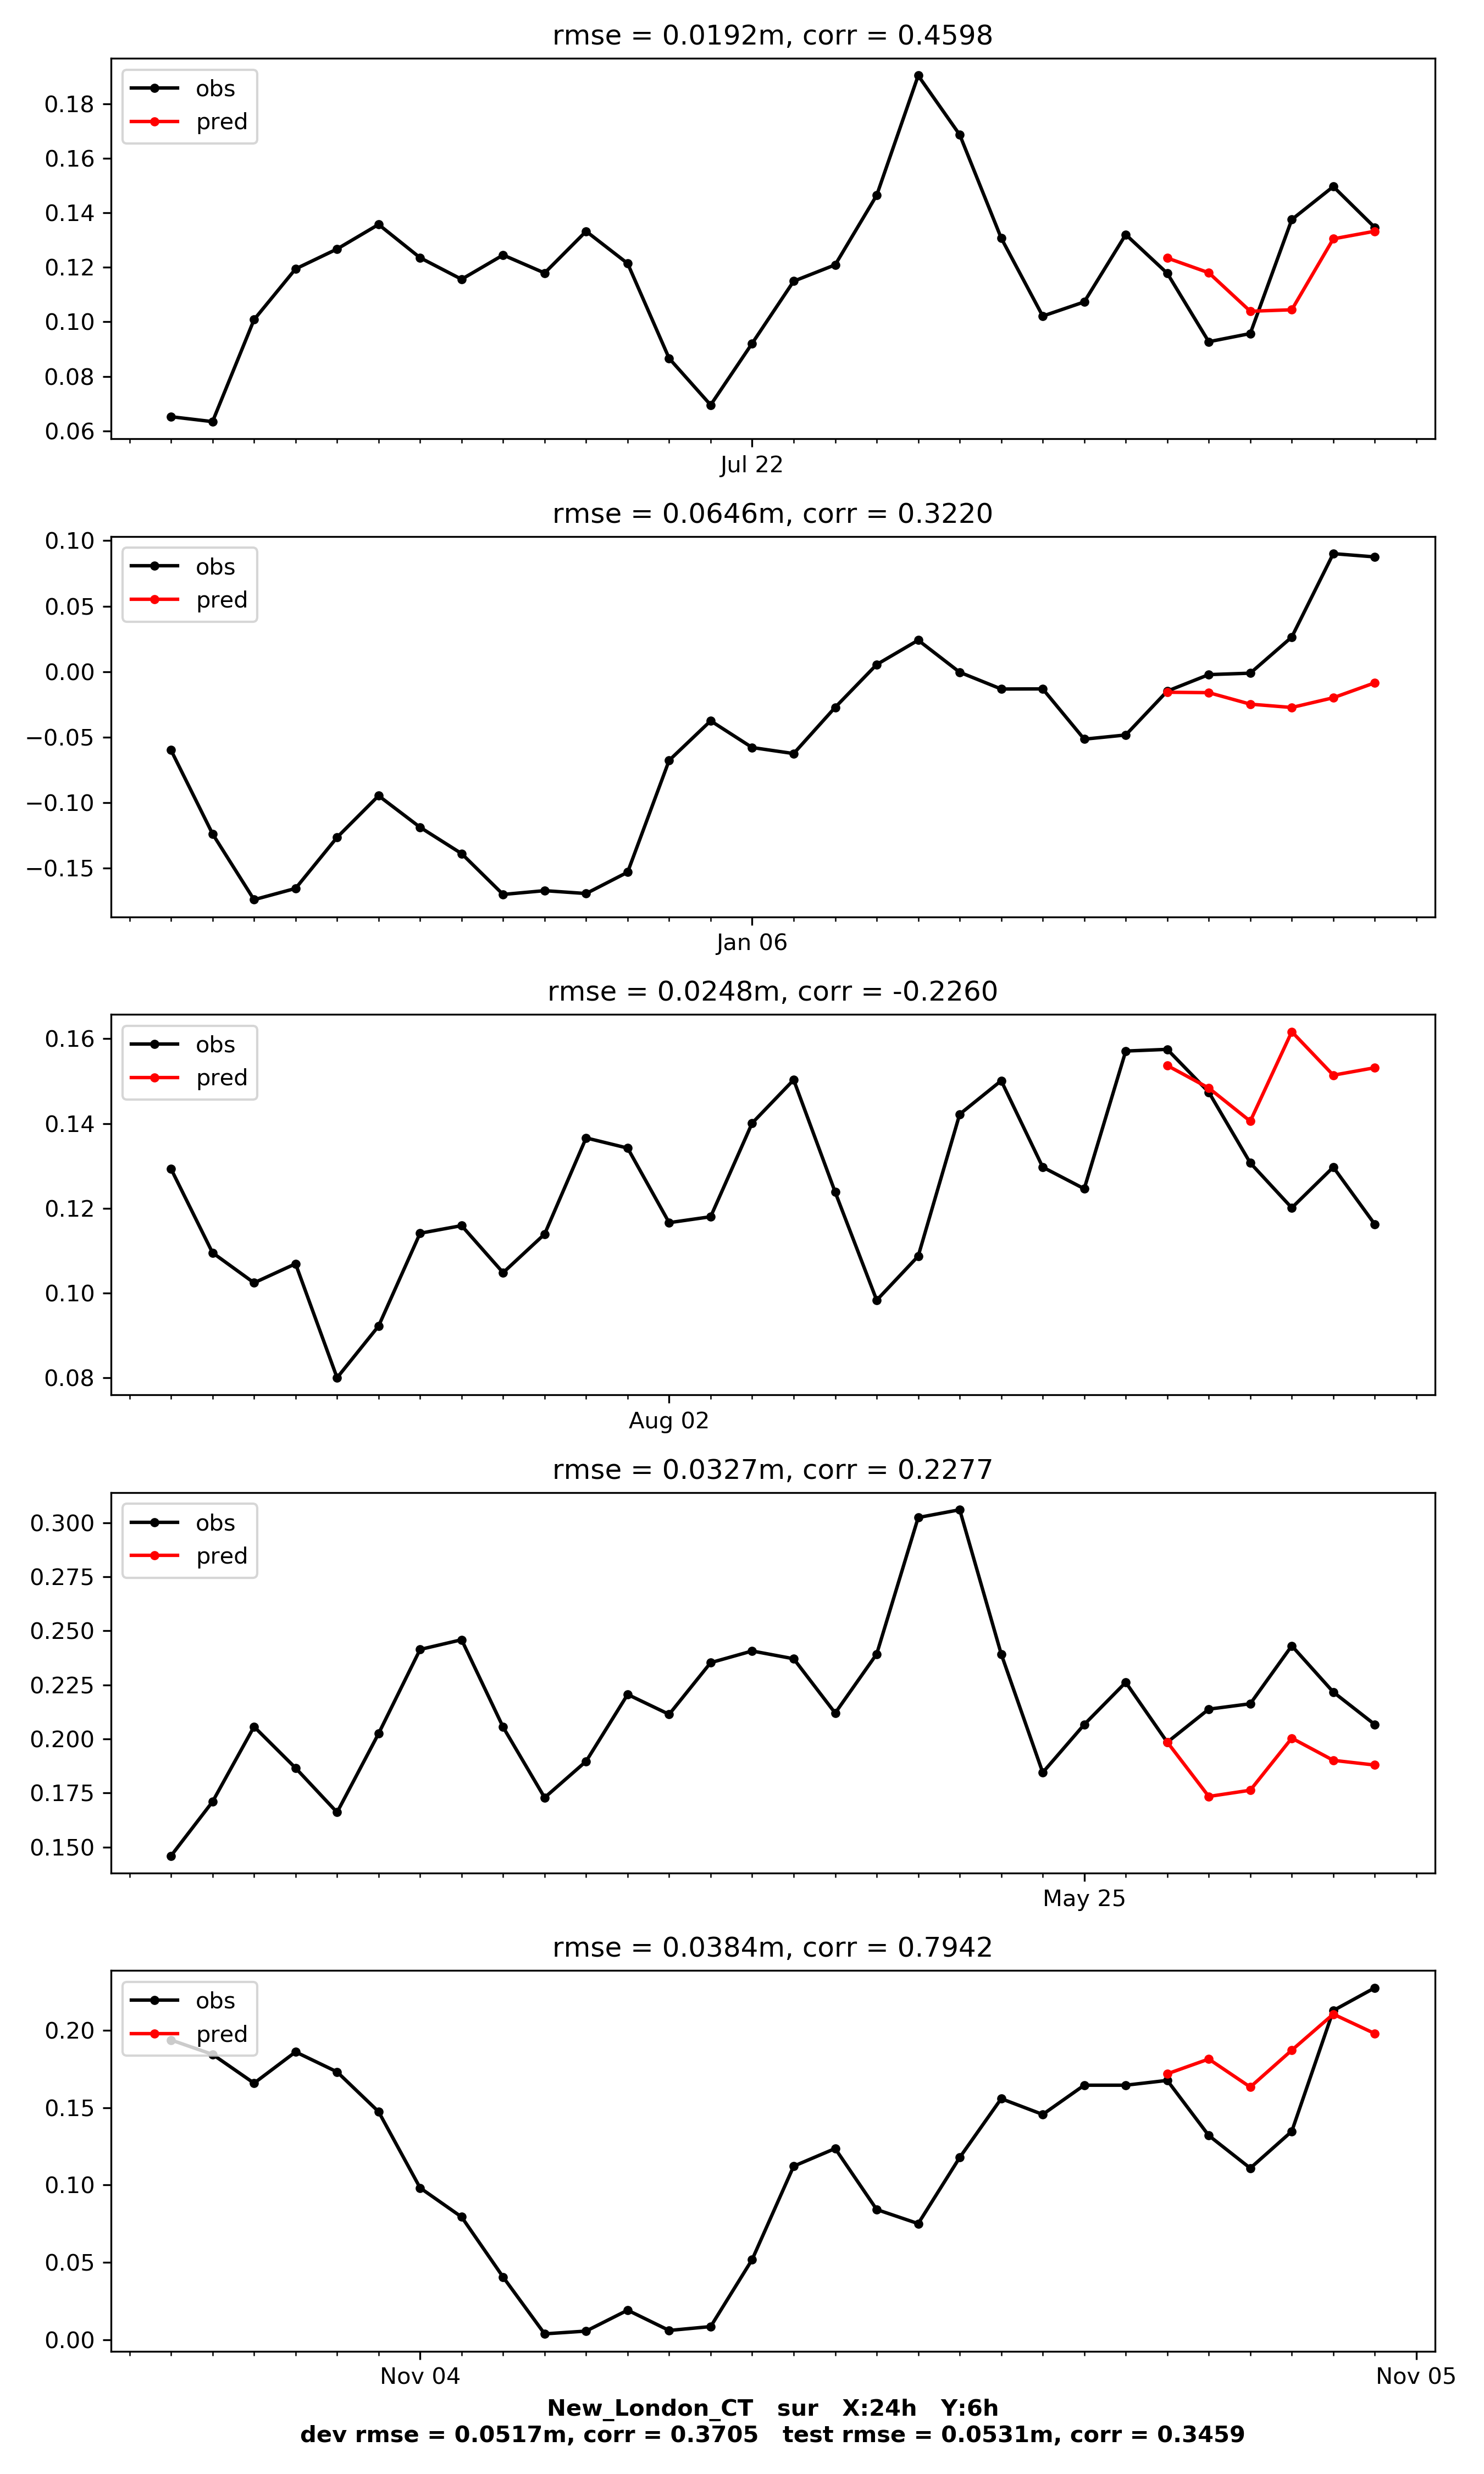 rmse = 0.0192m, corr = 0.4598
obs
pred
0.18
0.16
0.14
0.12
0.10
0.08
0.06
Jul 22
rmse = 0.0646m, corr = 0.3220
obs
pred
0.10
0.05
0.00
−0.05
−0.10
−0.15
Jan 06
rmse = 0.0248m, corr = -0.2260
obs
pred
0.16
0.14
0.12
0.10
0.08
Aug 02
rmse = 0.0327m, corr = 0.2277
obs
pred
0.300
0.275
0.250
0.225
0.200
0.175
0.150
May 25
rmse = 0.0384m, corr = 0.7942
obs
pred
0.20
0.15
0.10
0.05
0.00
Nov 04 Nov 05
New_London_CT sur X:24h Y:6h
dev rmse = 0.0517m, corr = 0.3705 test rmse = 0.0531m, corr = 0.3459